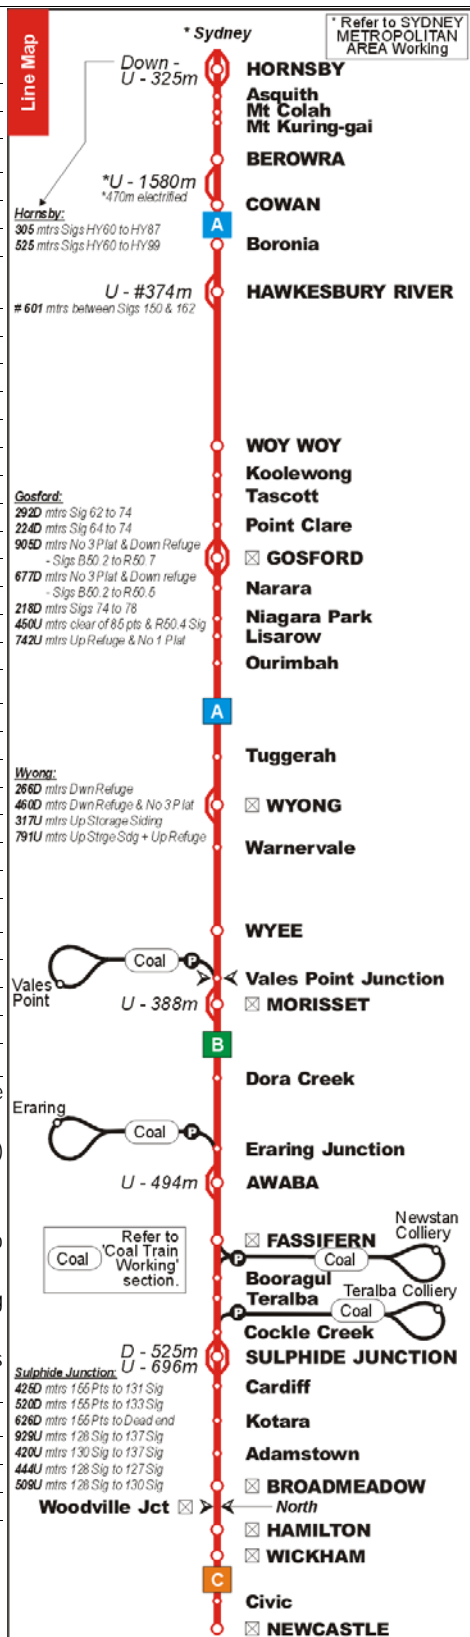 Line Map
* Sydney
* Refer to SYDNEY
METROPOLITAN
AREA Working
Down -
U - 325m
HORNSBY
Asquith
Mt Colah
Mt Kuring-gai
BEROWRA
*U - 1580m
*470m electrified
COWAN
Hornsby:
305 mtrs Sigs HY60 to HY87
525 mtrs Sigs HY60 to HY99
A
Boronia
U - #374m
# 601 mtrs between Sigs 150 & 162
HAWKESBURY RIVER
WOY WOY
Koolewong
Tascott
Point Clare
GOSFORD
Narara
Niagara Park
Lisarow
Ourimbah
Gosford:
292D mtrs Sig 62 to 74
224D mtrs Sig 64 to 74
905D mtrs No 3 Plat & Down Refuge
- Sigs B50.2 to R50.7
677D mtrs No 3 Plat & Down refuge
- Sigs B50.2 to R50.5
218D mtrs Sigs 74 to 78
450U mtrs clear of 85 pts & R50.4 Sig
742U mtrs Up Refuge & No 1 Plat
A
Tuggerah
Wyong:
266D mtrs Dwn Refuge
460D mtrs Dwn Refuge & No 3 Plat
317U mtrs Up Storage Siding
791U mtrs Up Strge Sdg + Up Refuge
WYONG
Warnervale
WYEE
Coal
P
Vales
Point
Vales Point Junction
U - 388m
MORISSET
B
Dora Creek
Eraring
Coal
P
Eraring Junction
U - 494m
AWABA
Coal
Refer to
'Coal Train
Working'
section.
FASSIFERN
Newstan
Colliery
P
Coal
Booragul
Teralba
Teralba Colliery
P
Coal
Cockle Creek
D - 525m
U - 696m
SULPHIDE JUNCTION
Sulphide Junction:
425D mtrs 155 Pts to 131 Sig
520D mtrs 155 Pts to 133 Sig
626D mtrs 155 Pts to Dead end
929U mtrs 128 Sig to 137 Sig
420U mtrs 130 Sig to 137 Sig
444U mtrs 128 Sig to 127 Sig
509U mtrs 128 Sig to 130 Sig
Cardiff
Kotara
Adamstown
BROADMEADOW
Woodville Jct
North
HAMILTON
WICKHAM
C
Civic
NEWCASTLE